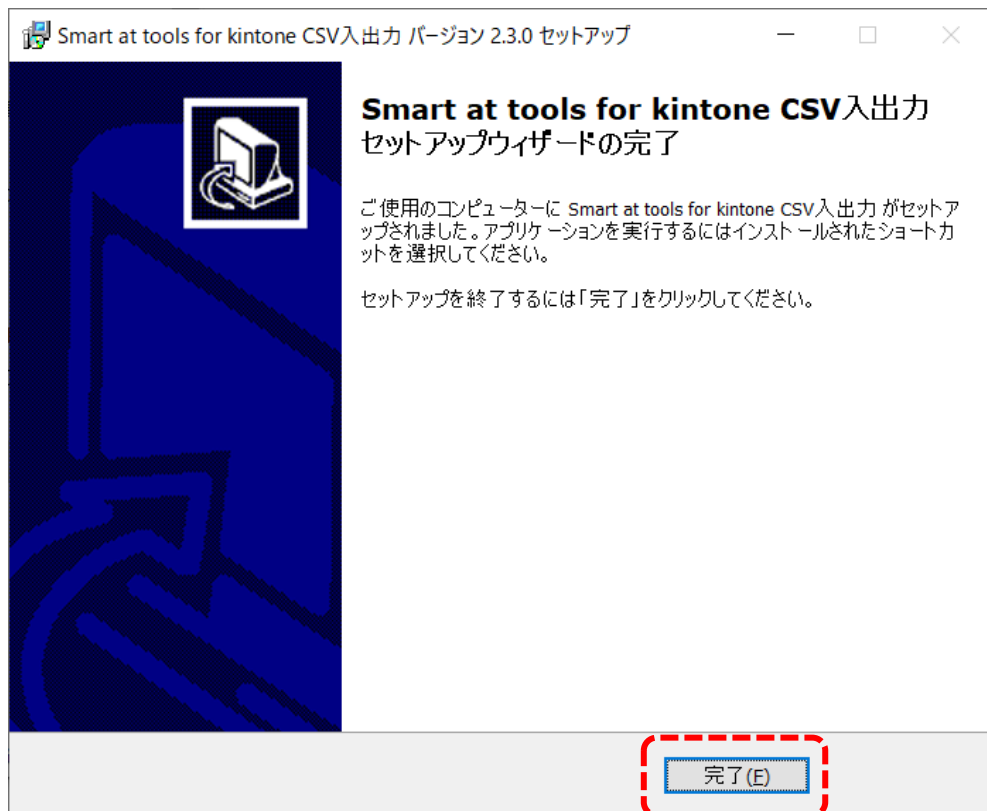 Smart at tools for kintone CSV入出力 バージョン 2.3.0 セットアップ
Smart at tools for kintone CSV入出力
セットアップウィザードの完了
ご使用のコンピューターに Smart at tools for kintone CSV入出力 がセットア
ップされました。アプリケーションを実行するにはインストールされたショートカ
ットを選択してください。
セットアップを終了するには「完了」をクリックしてください。
完了(F)